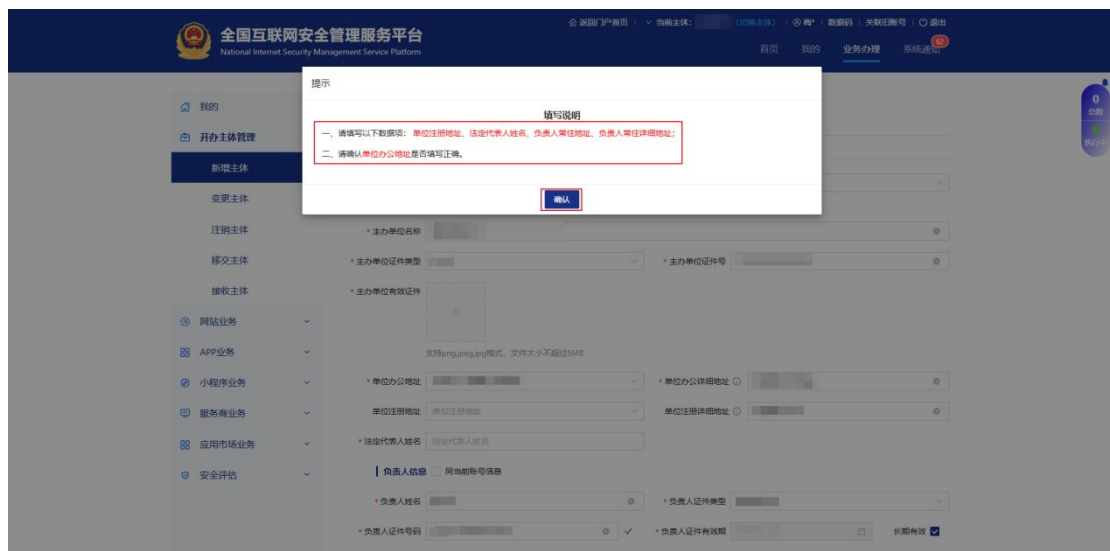 全国互联网安全管理服务平台
National Internet Security Management Service Platform
返回门户首页 | 当前主体: (切换主体) | 梅* | 数据码 | 关联旧账号 | 退出
首页 我的 业务办理 系统通知 62
提示
填写说明
一、请填写以下数据项: 单位注册地址、法定代表人姓名、负责人常住地址、负责人常住详细地址;
二、请确认单位办公地址是否填写正确。
确认
0
总数
执行中
我的
开办主体管理
新增主体
变更主体
注销主体
移交主体
接收主体
网站业务
APP业务
小程序业务
服务商业务
应用市场业务
安全评估
* 主办单位名称
* 主办单位证件类型 * 主办单位证件号
* 主办单位有效证件
支持png,jpeg,jpg格式，文件大小不超过5MB
* 单位办公地址 * 单位办公详细地址
单位注册地址 单位注册地址 单位注册详细地址
* 法定代表人姓名 法定代表人姓名
负责人信息 同当前账号信息
* 负责人姓名 * 负责人证件类型
* 负责人证件号码 * 负责人证件有效期 长期有效